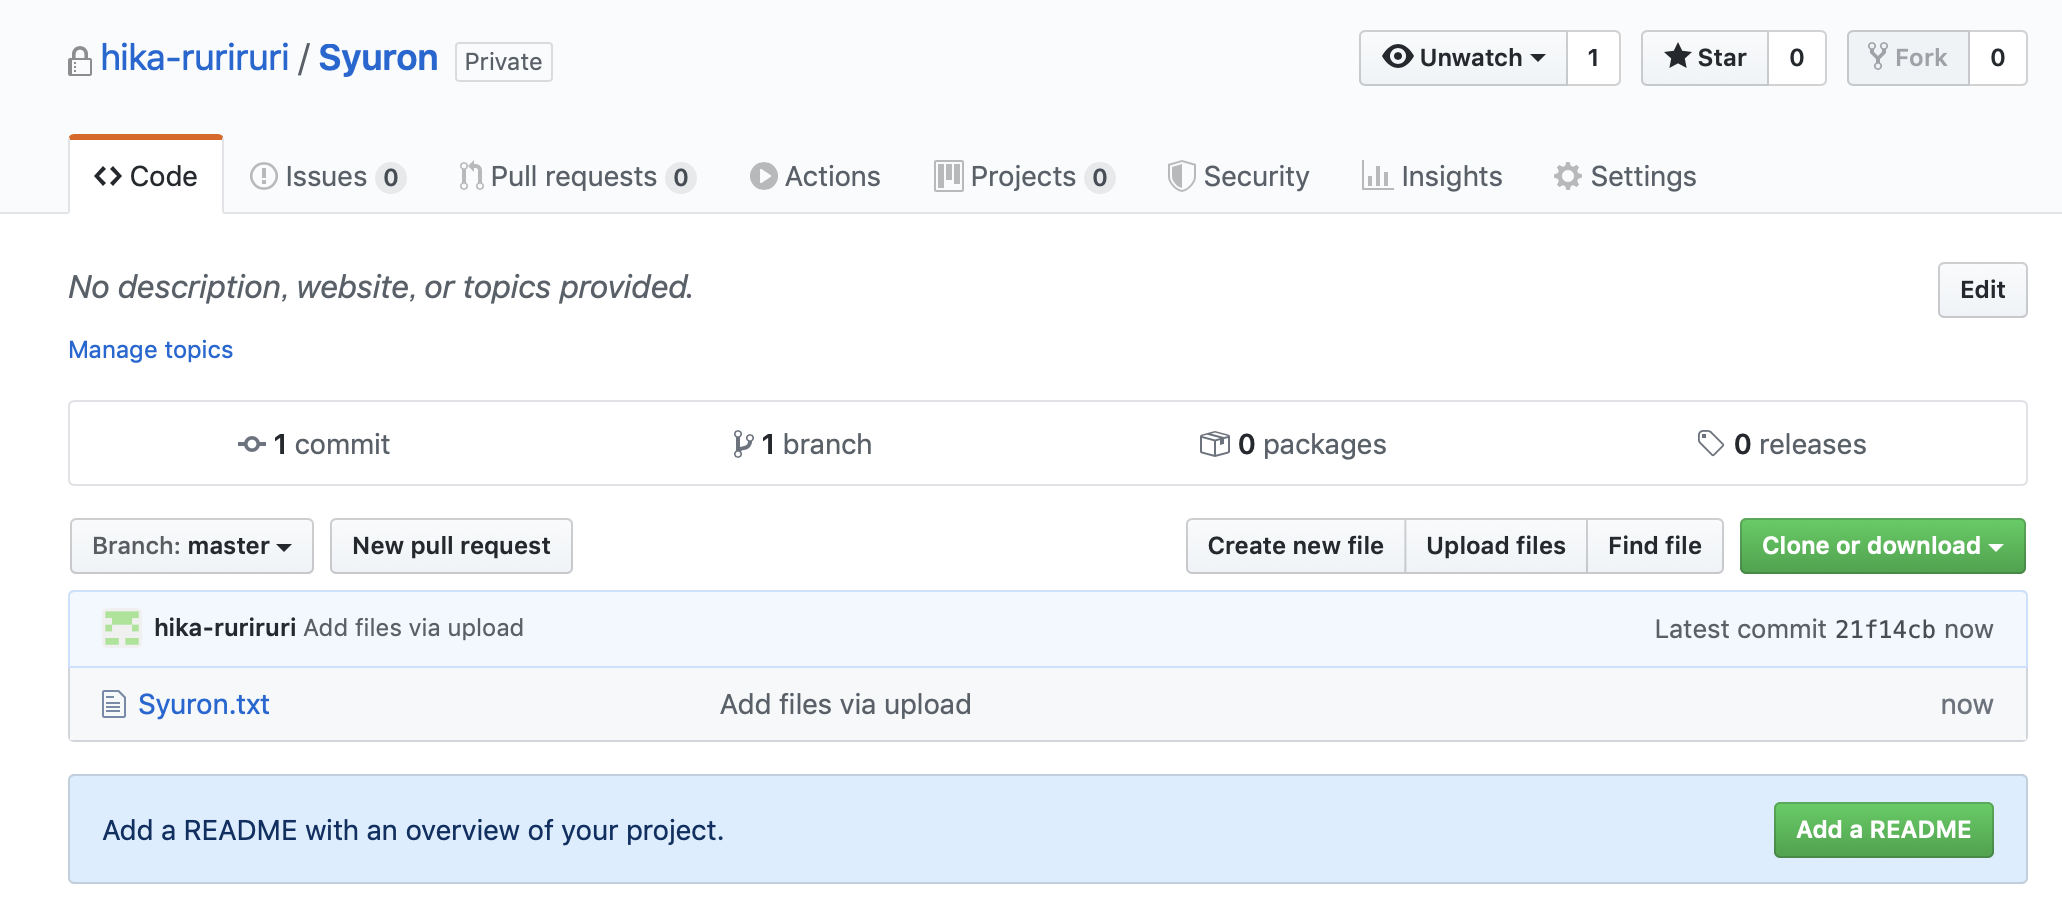 hika-ruriruri / Syuron Private Unwatch 1 Star 0 Fork 0
Code Issues 0 Pull requests 0 Actions Projects 0 Security Insights Settings
No description, website, or topics provided. Edit
Manage topics
1 commit 1 branch 0 packages 0 releases
Branch: master New pull request Create new file Upload files Find file Clone or download
hika-ruriruri Add files via upload Latest commit 21f14cb now
Syuron.txt Add files via upload now
Add a README with an overview of your project. Add a README